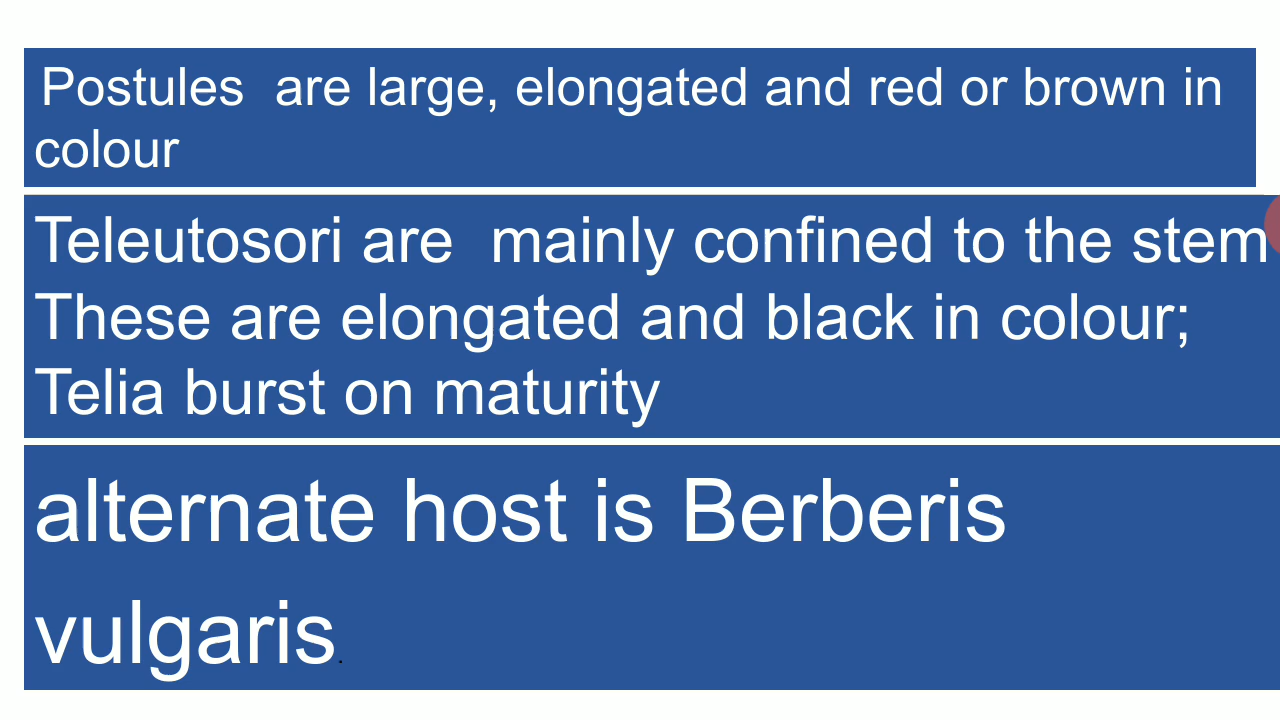 Postules are large, elongated and red or brown in
colour
Teleutosori are mainly confined to the stem
These are elongated and black in colour;
Telia burst on maturity
alternate host is Berberis
vulgaris.